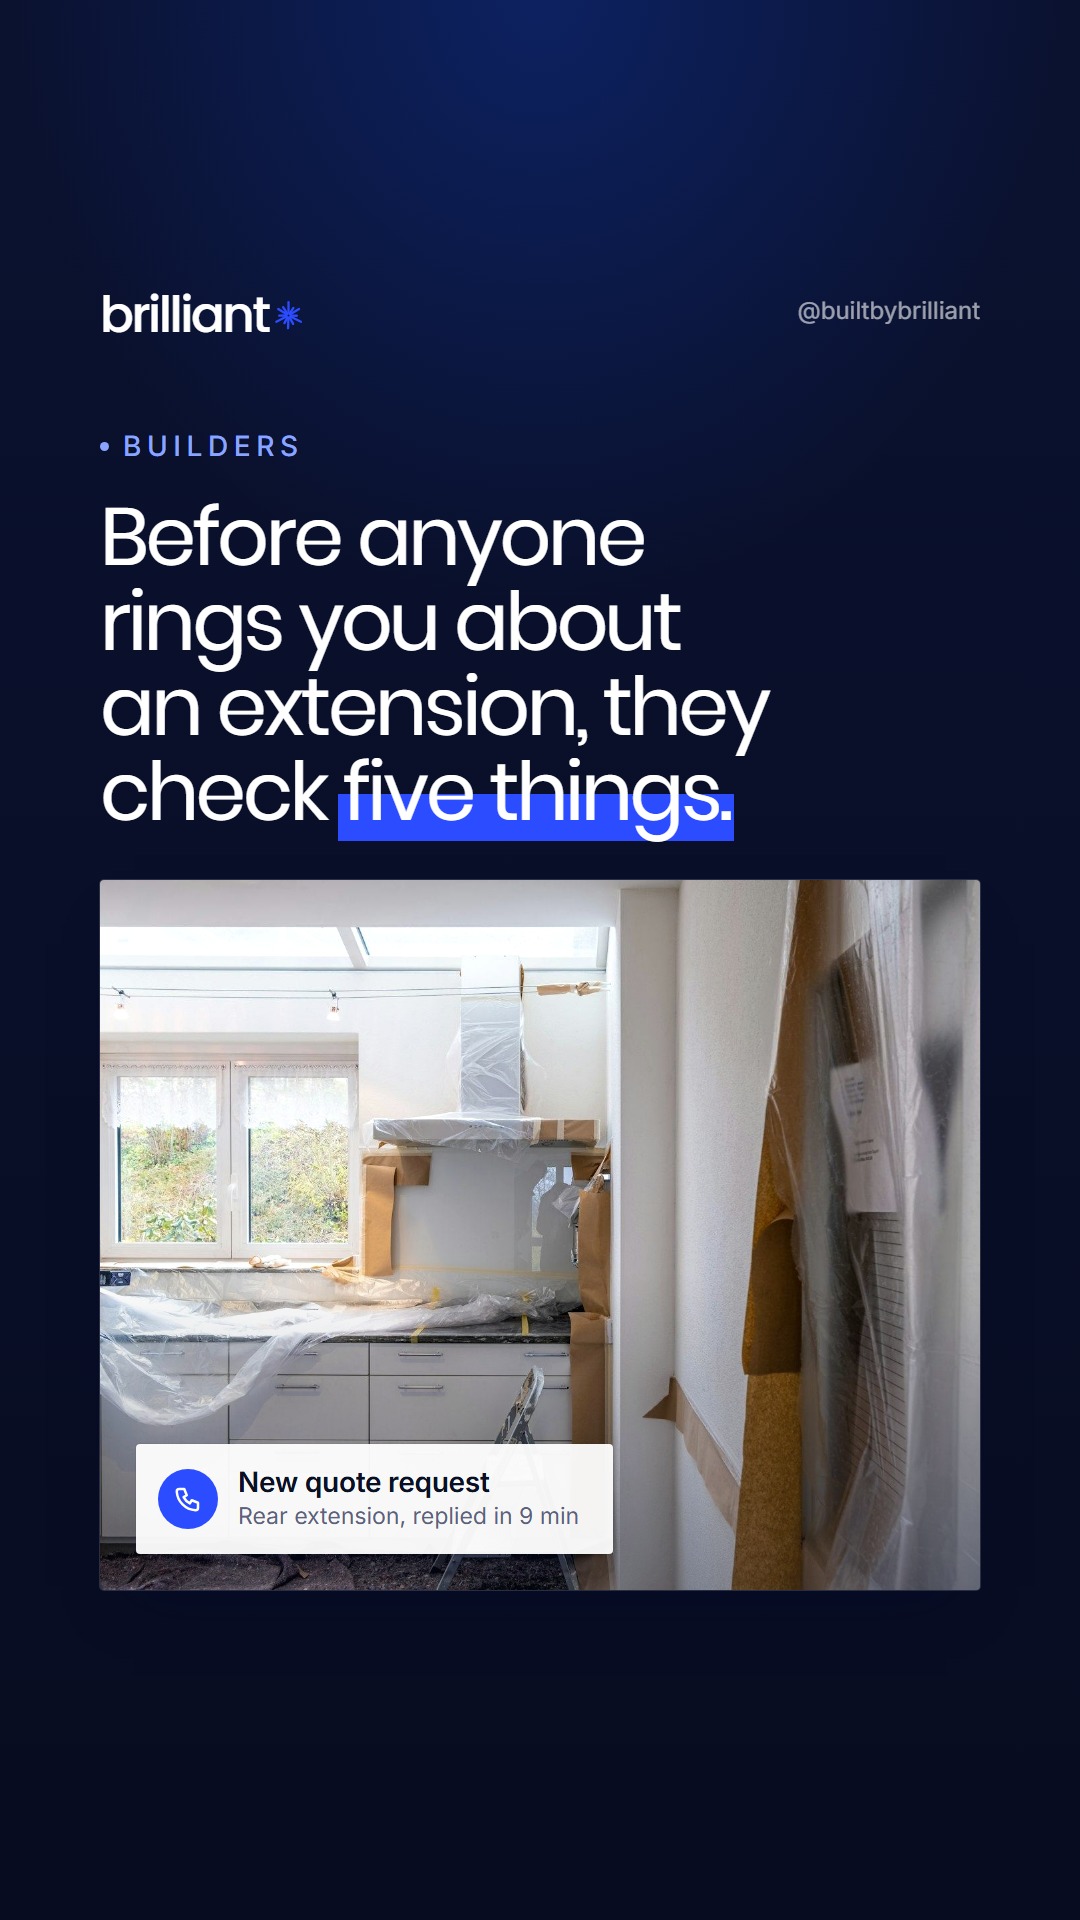 brilliant
@builtbybrilliant
• BUILDERS
Before anyone
rings you about
an extension, they
check five things.
New quote request
Rear extension, replied in 9 min